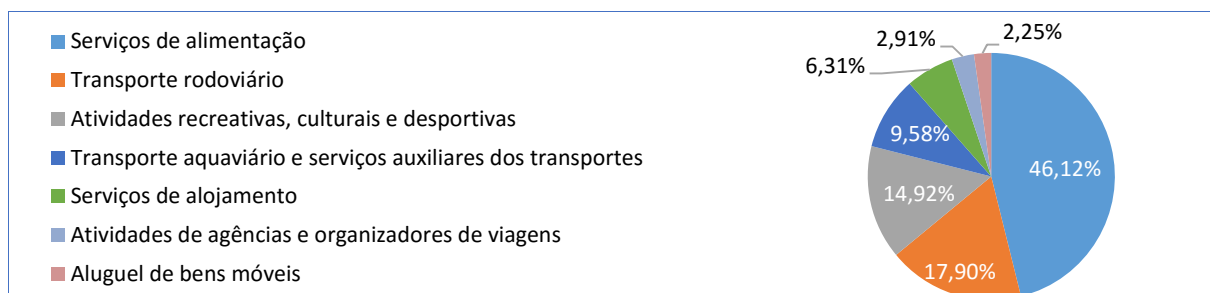 Serviços de alimentação
Transporte rodoviário
Atividades recreativas, culturais e desportivas
Transporte aquaviário e serviços auxiliares dos transportes
Serviços de alojamento
Atividades de agências e organizadores de viagens
Aluguel de bens móveis
2,25%
2,91%
6,31%
9,58%
46,12%
14,92%
17,90%